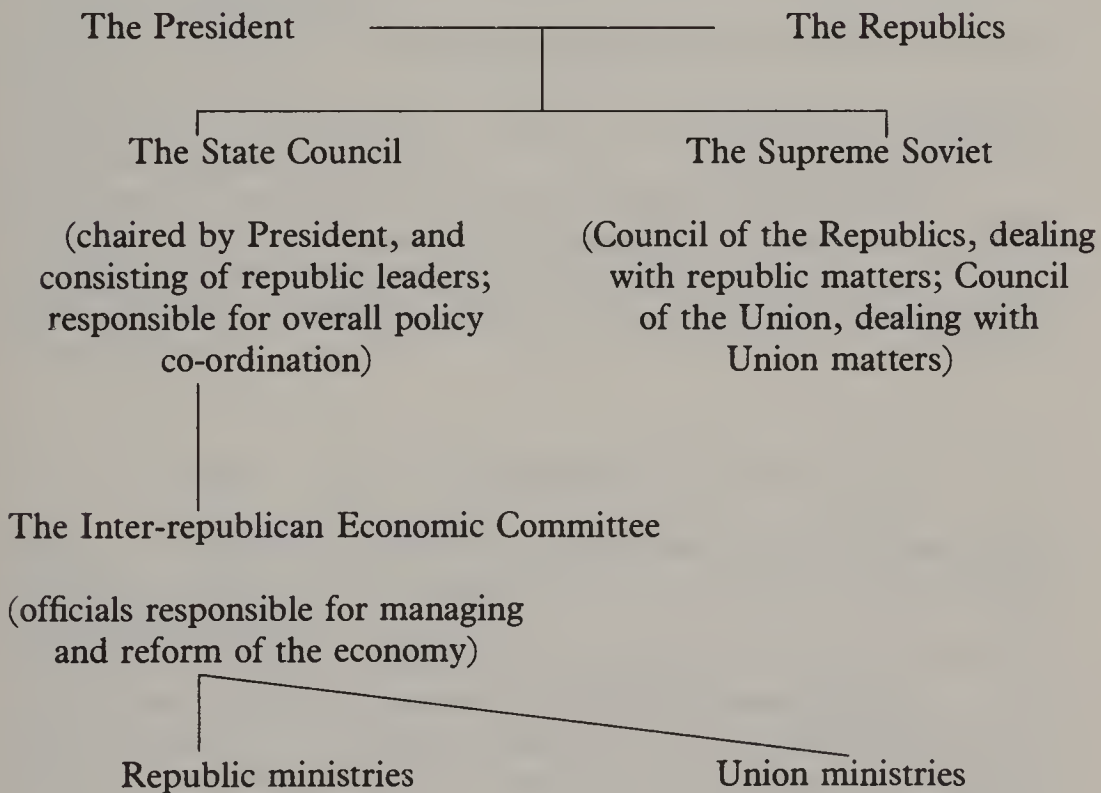 The President The Republics
The State Council The Supreme Soviet
(chaired by President, and
consisting of republic leaders;
responsible for overall policy
co-ordination)
(Council of the Republics, dealing
with republic matters; Council
of the Union, dealing with
Union matters)
The Inter-republican Economic Committee
(officials responsible for managing
and reform of the economy)
Republic ministries Union ministries